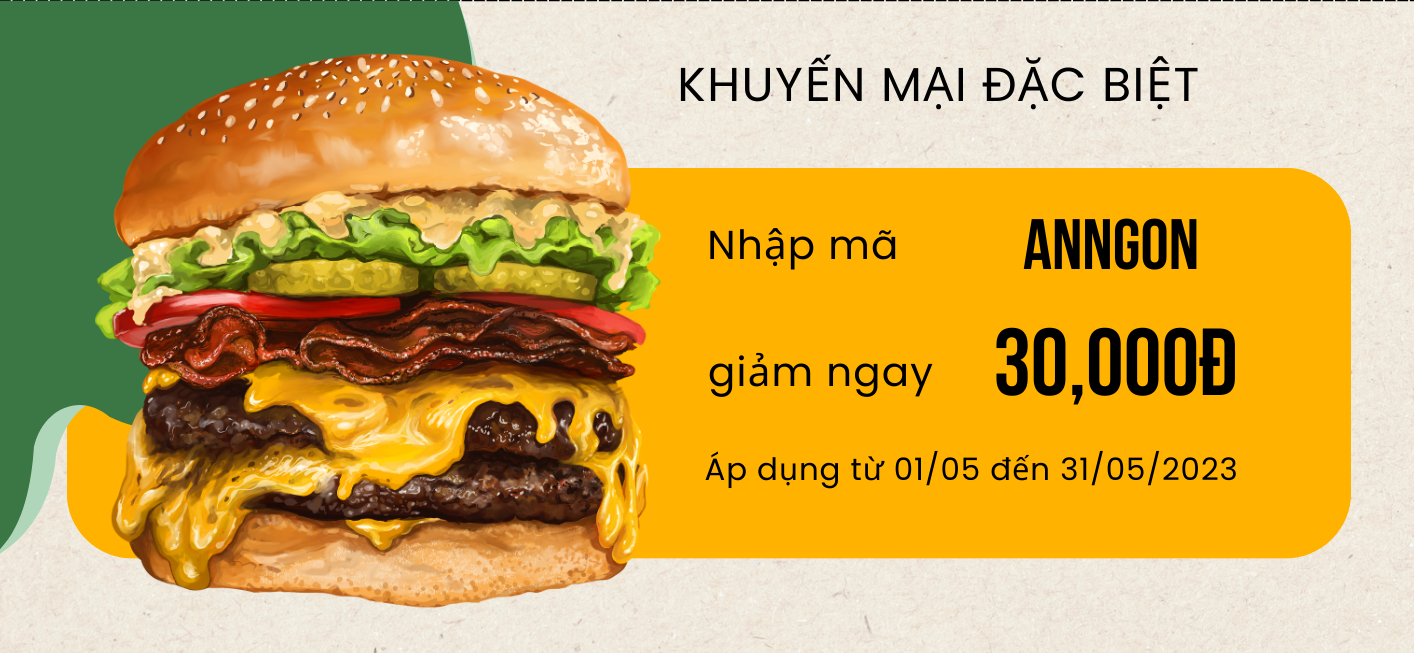 KHUYẾN MẠI ĐẶC BIỆT
Nhập mã ANNGON
giảm ngay 30,000Đ
Áp dụng từ 01/05 đến 31/05/2023